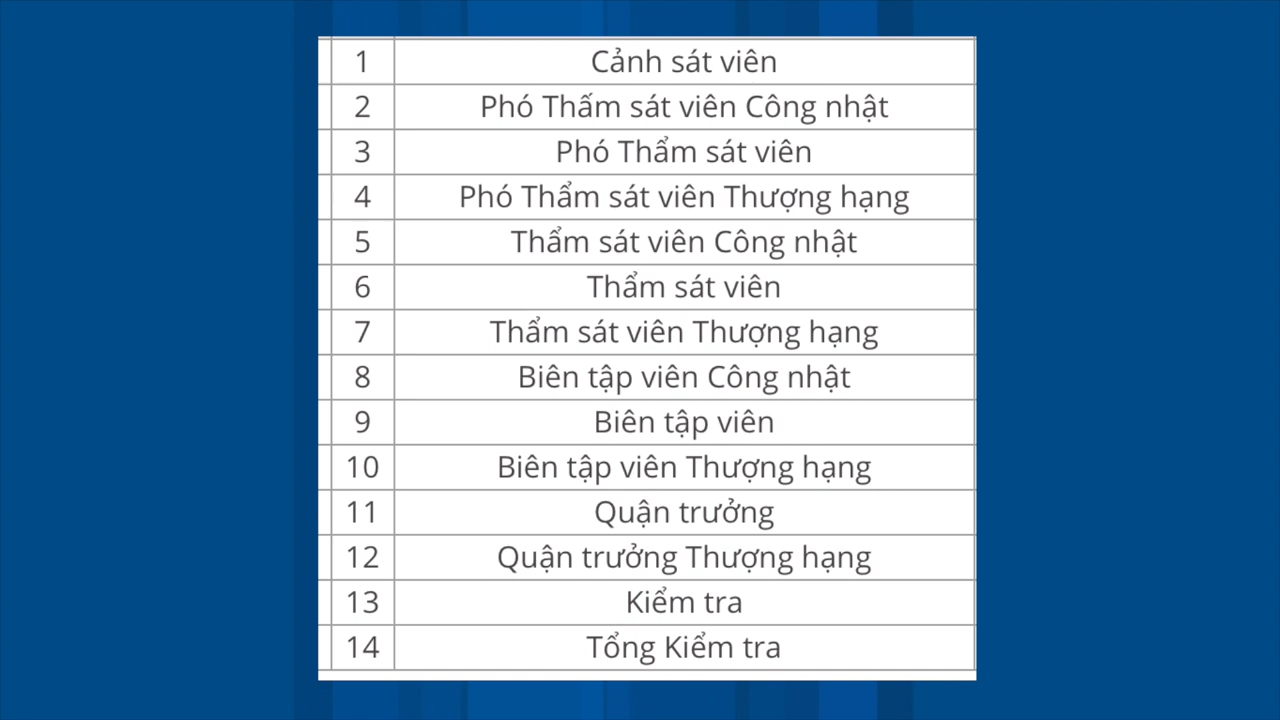 1 Cảnh sát viên
2 Phó Thấm sát viên Công nhật
3 Phó Thẩm sát viên
4 Phó Thẩm sát viên Thượng hạng
5 Thẩm sát viên Công nhật
6 Thẩm sát viên
7 Thẩm sát viên Thượng hạng
8 Biên tập viên Công nhật
9 Biên tập viên
10 Biên tập viên Thượng hạng
11 Quận trưởng
12 Quận trưởng Thượng hạng
13 Kiểm tra
14 Tổng Kiểm tra